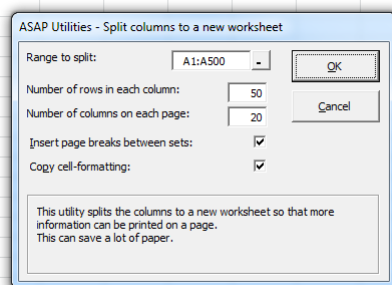 ASAP Utilities - Split columns to a new worksheet
Range to split: A1:A500 -
OK
Number of rows in each column: 50
Number of columns on each page: 20
Cancel
Insert page breaks between sets:
Copy cell-formatting:
This utility splits the columns to a new worksheet so that more
information can be printed on a page.
This can save a lot of paper.